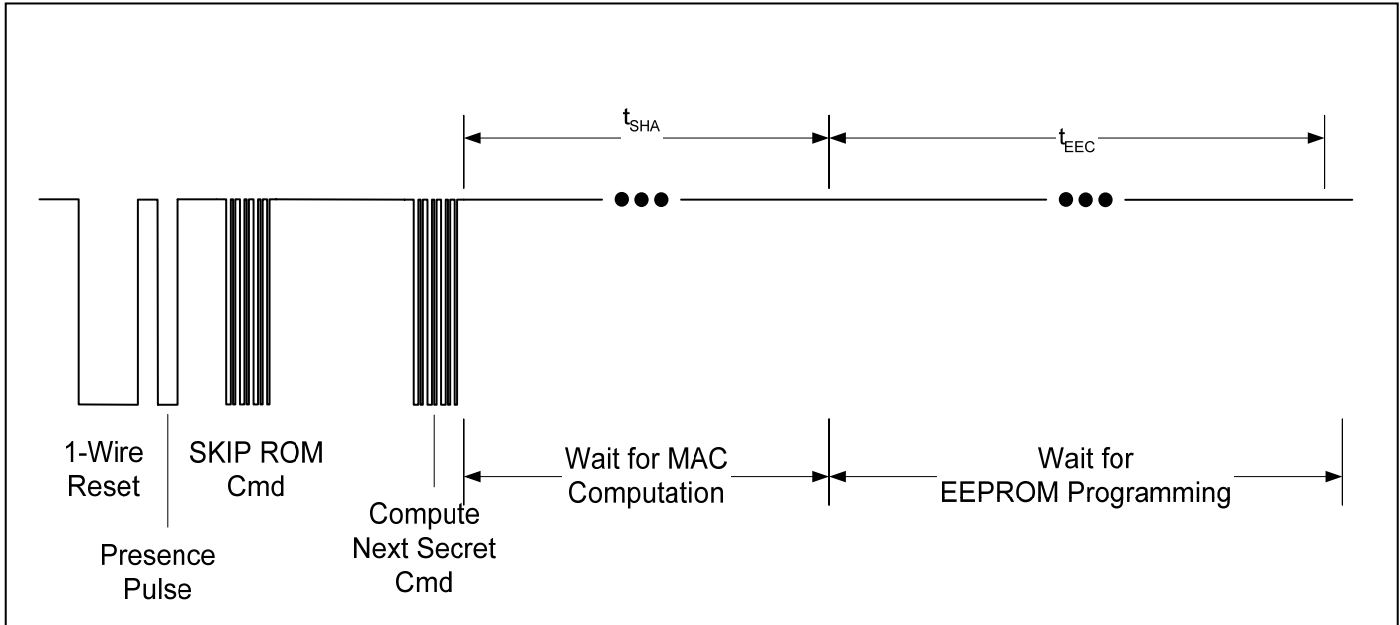 tSHA
tEEC
1-Wire
Reset
Presence
Pulse
SKIP ROM
Cmd
Compute
Next Secret
Cmd
Wait for MAC
Computation
Wait for
EEPROM Programming